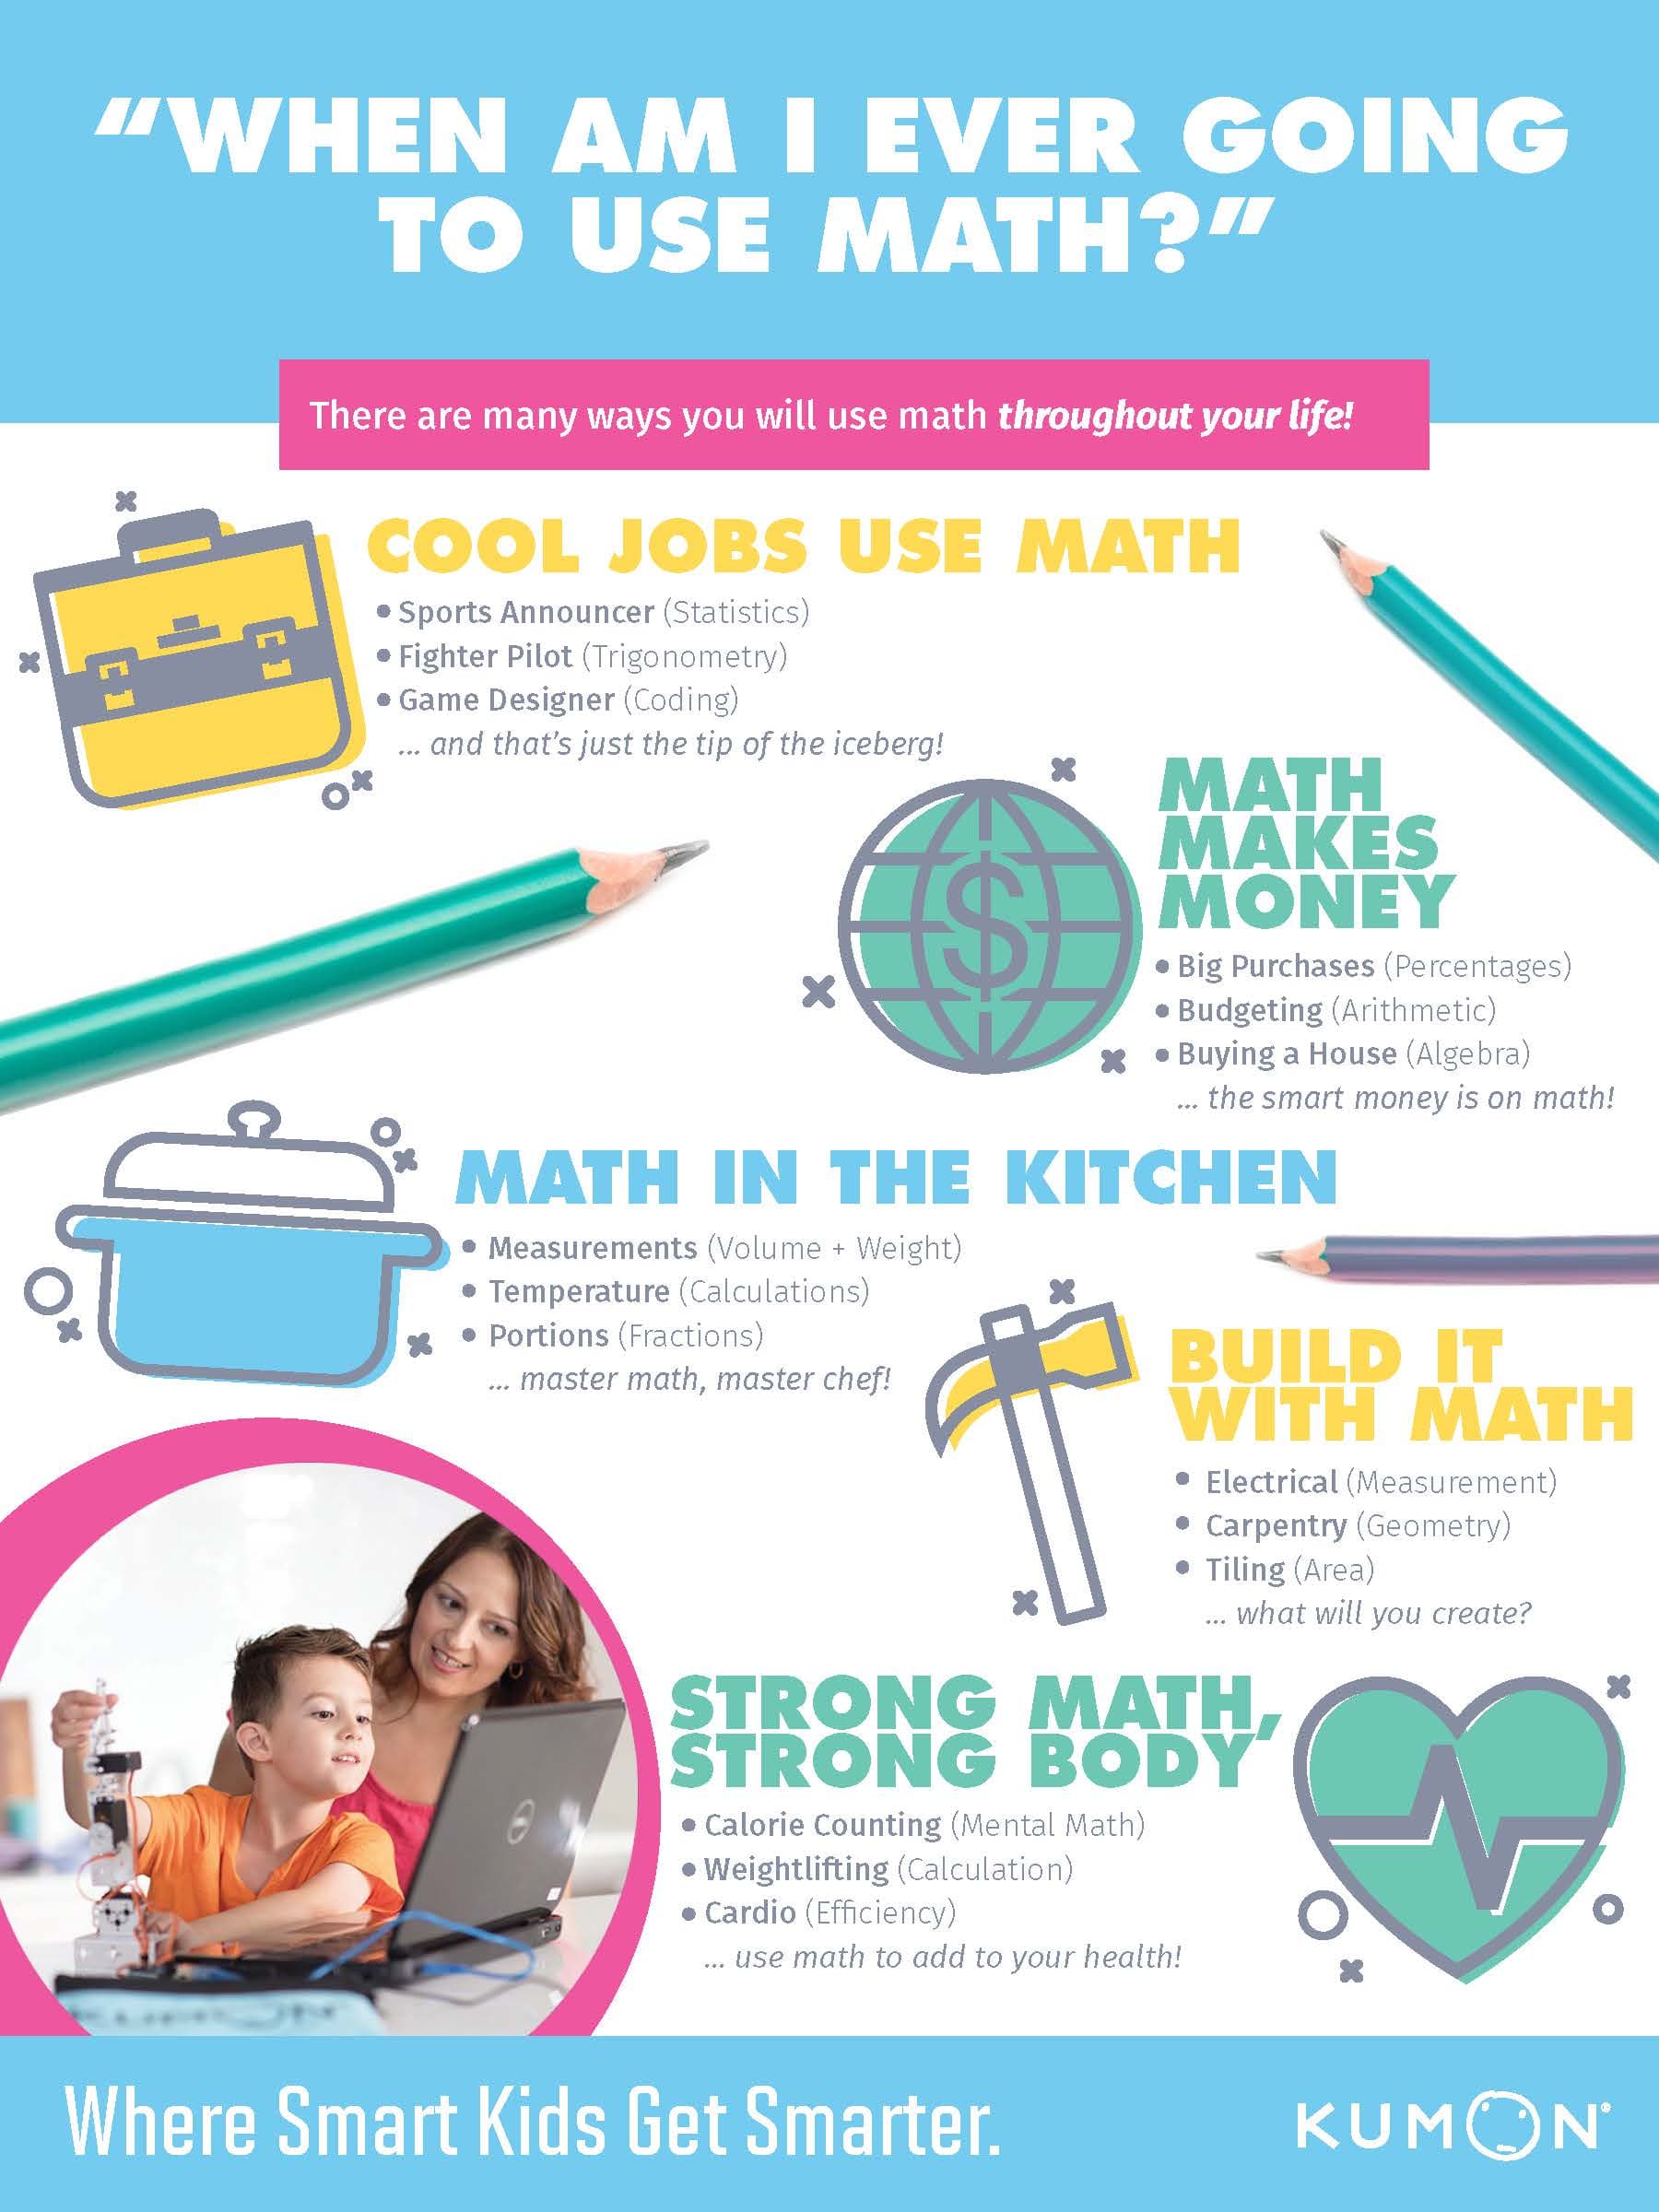 “WHEN AM I EVER GOING
TO USE MATH?”
There are many ways you will use math throughout your life!
COOL JOBS USE MATH
• Sports Announcer (Statistics)
• Fighter Pilot (Trigonometry)
• Game Designer (Coding)
... and that's just the tip of the iceberg!
MATH
MAKES
MONEY
• Big Purchases (Percentages)
• Budgeting (Arithmetic)
• Buying a House (Algebra)
... the smart money is on math!
MATH IN THE KITCHEN
• Measurements (Volume + Weight)
• Temperature (Calculations)
• Portions (Fractions)
... master math, master chef!
BUILD IT
WITH MATH
• Electrical (Measurement)
• Carpentry (Geometry)
• Tiling (Area)
... what will you create?
STRONG MATH,
STRONG BODY
• Calorie Counting (Mental Math)
• Weightlifting (Calculation)
• Cardio (Efficiency)
... use math to add to your health!
DELL
KUMON
Where Smart Kids Get Smarter.
KUMON®